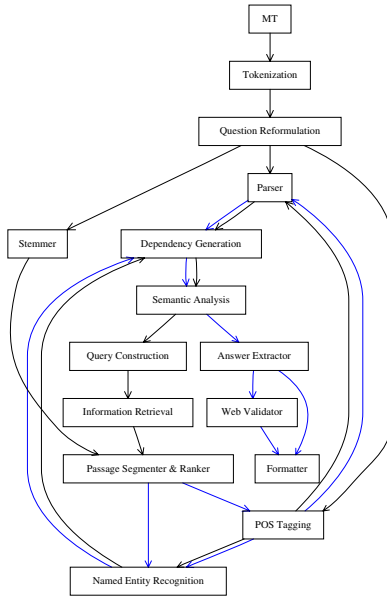 MT
Tokenization
Question Reformulation
Parser
Stemmer
Dependency Generation
Semantic Analysis
Query Construction
Answer Extractor
Information Retrieval
Web Validator
Passage Segmenter & Ranker
Formatter
POS Tagging
Named Entity Recognition